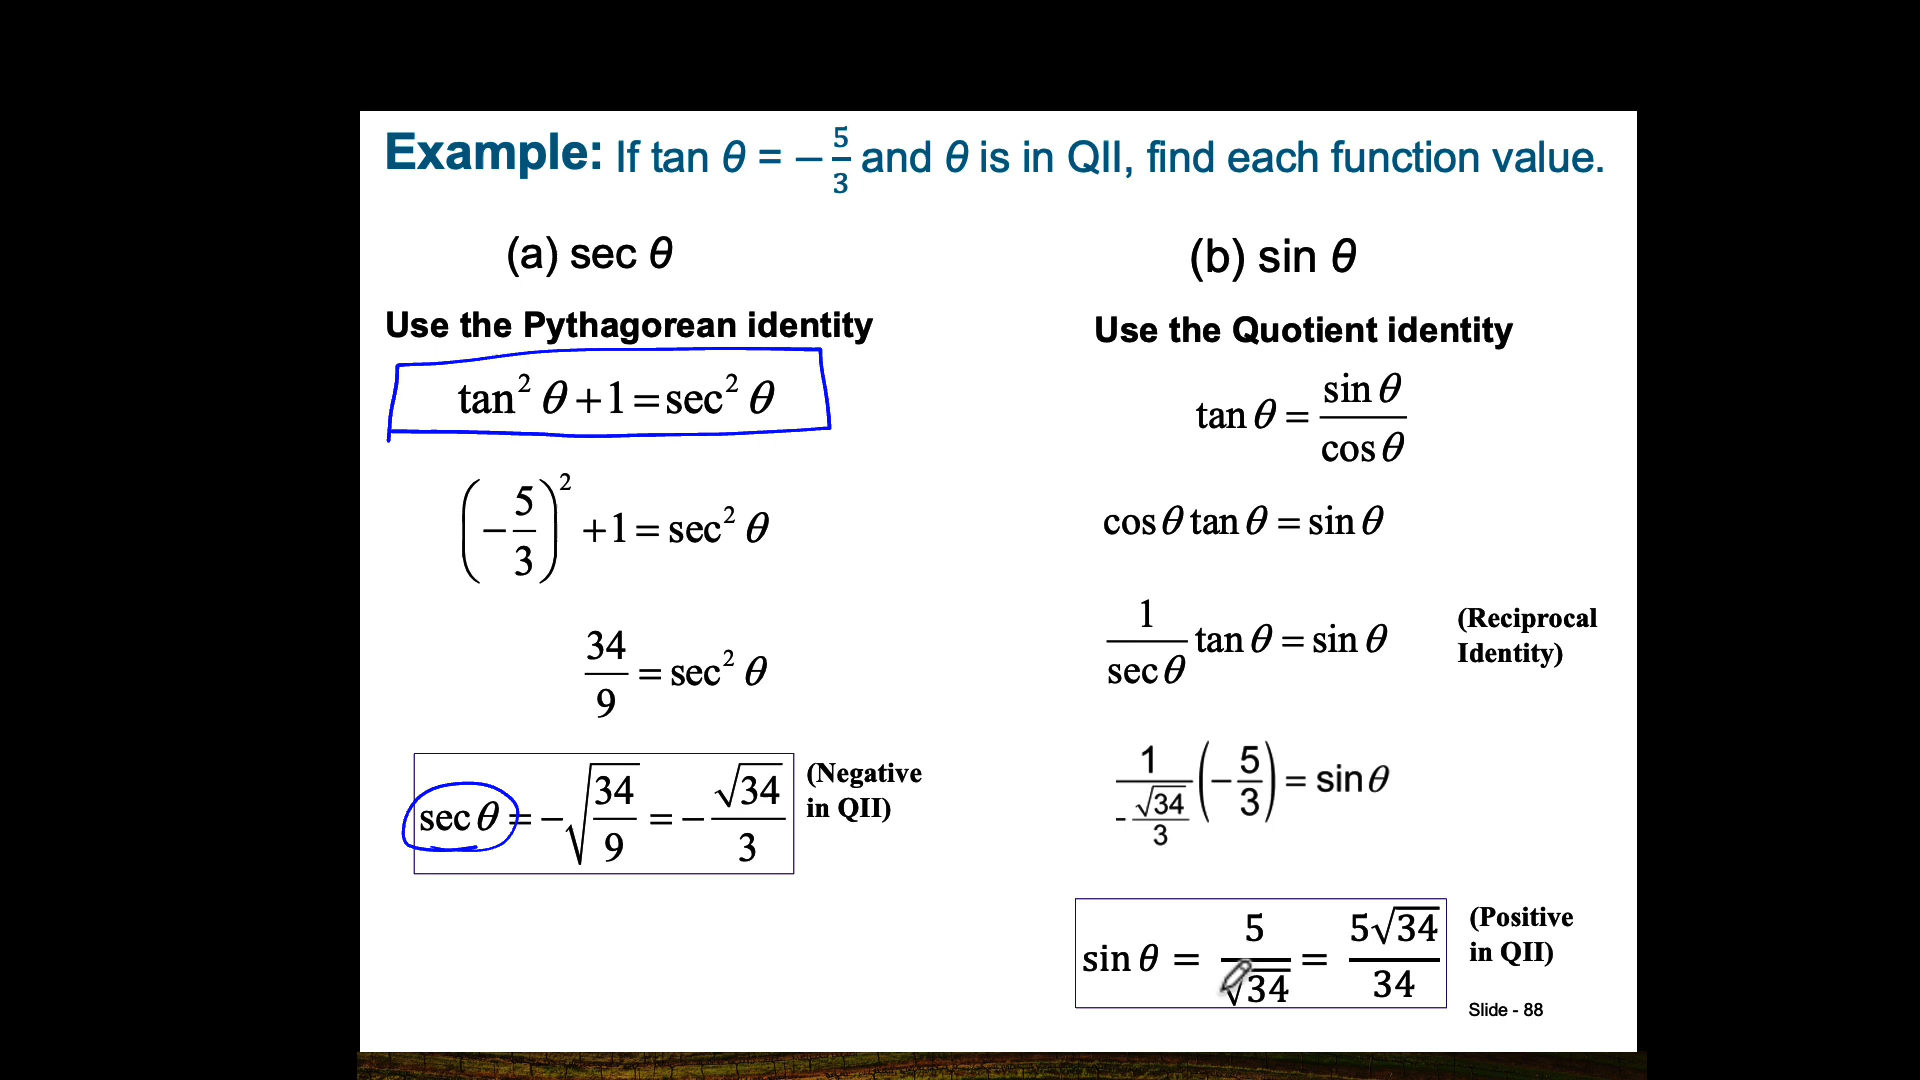 Example: If tan θ = −5/3 and θ is in QII, find each function value.
(a) sec θ
Use the Pythagorean identity
tan² θ + 1 = sec² θ
(−5/3)² + 1 = sec² θ
34/9 = sec² θ
sec θ = −√(34/9) = −√34/3
(Negative
in QII)
(b) sin θ
Use the Quotient identity
tan θ = sin θ/cos θ
cos θ tan θ = sin θ
1/sec θ tan θ = sin θ
(Reciprocal
Identity)
1/(-√34/3) (−5/3) = sin θ
sin θ = 5/√34 = 5√34/34
(Positive
in QII)
Slide - 88